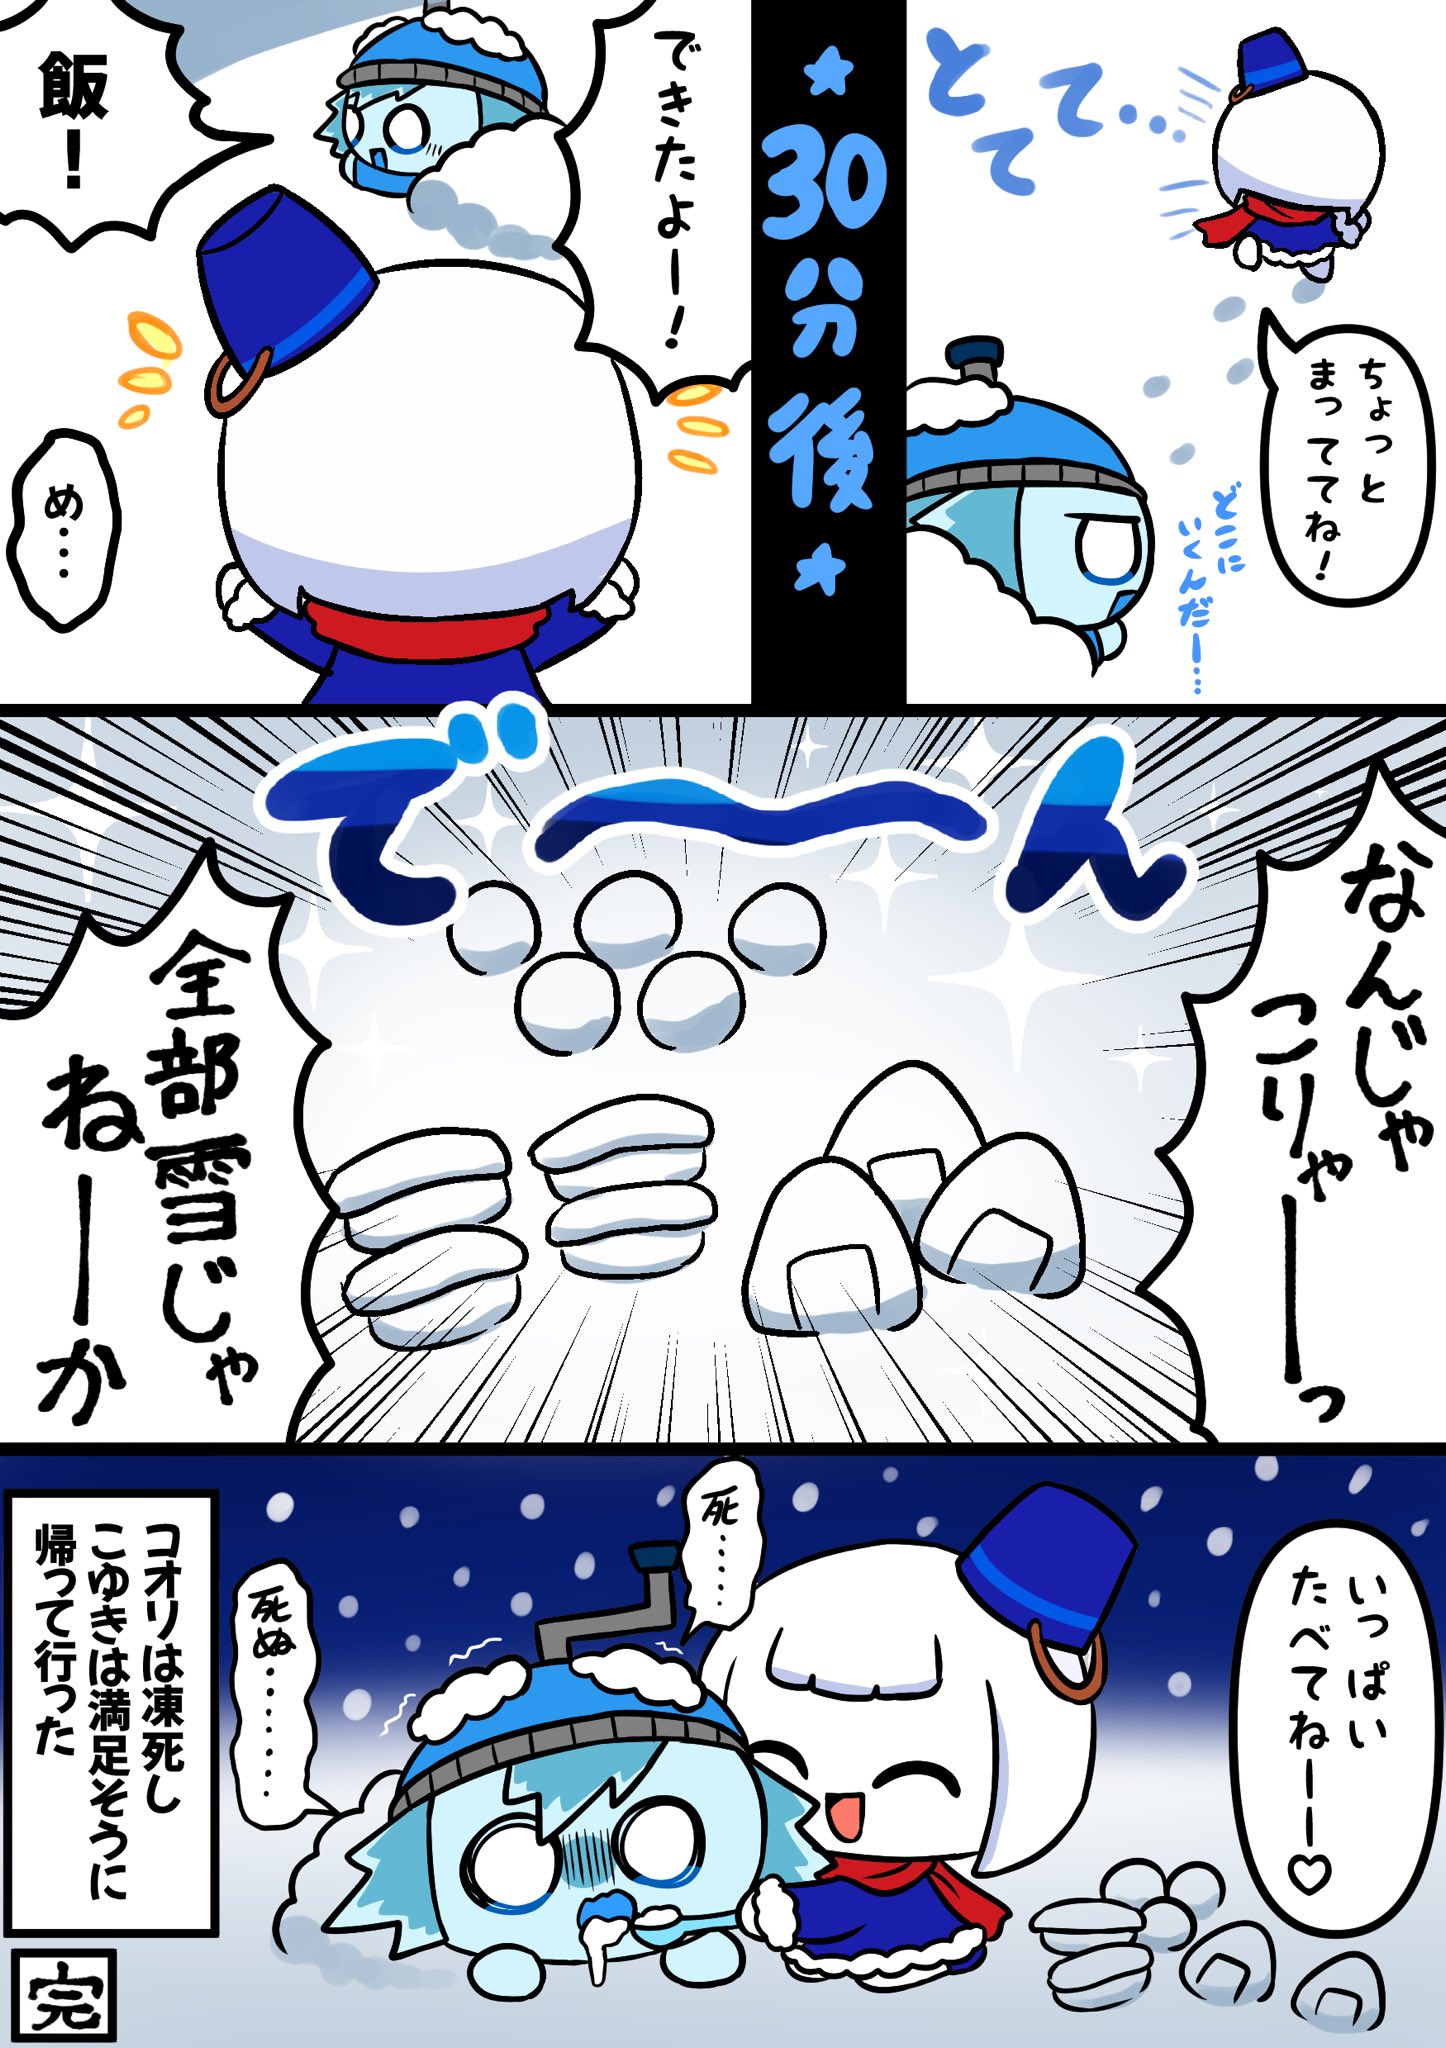 とてとて・・・
ちょっと
まっててね！
どこに
いくんだー…
★30分後★
できたよー！
飯！
め・・・
で〜ん
なんじゃ
こりゃーーっ
全部雪じゃ
ねーーか
いっぱい
たべてねーー♡
死……
死ぬ………
コオリは凍死し
こゆきは満足そうに
帰って行った
完